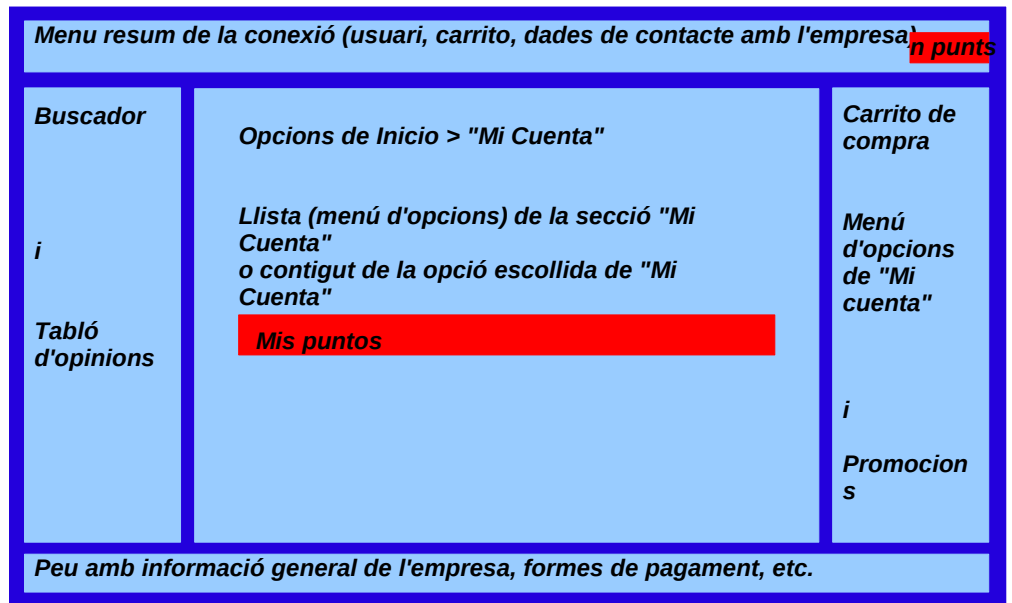 Menu resum de la conexió (usuari, carrito, dades de contacte amb l'empresa)
n punts
Buscador
i
Tabló
d'opinions
Opcions de Inicio > "Mi Cuenta"
Llista (menú d'opcions) de la secció "Mi
Cuenta"
o contigut de la opció escollida de "Mi
Cuenta"
Mis puntos
Carrito de
compra
Menú
d'opcions
de "Mi
cuenta"
i
Promocion
s
Peu amb informació general de l'empresa, formes de pagament, etc.